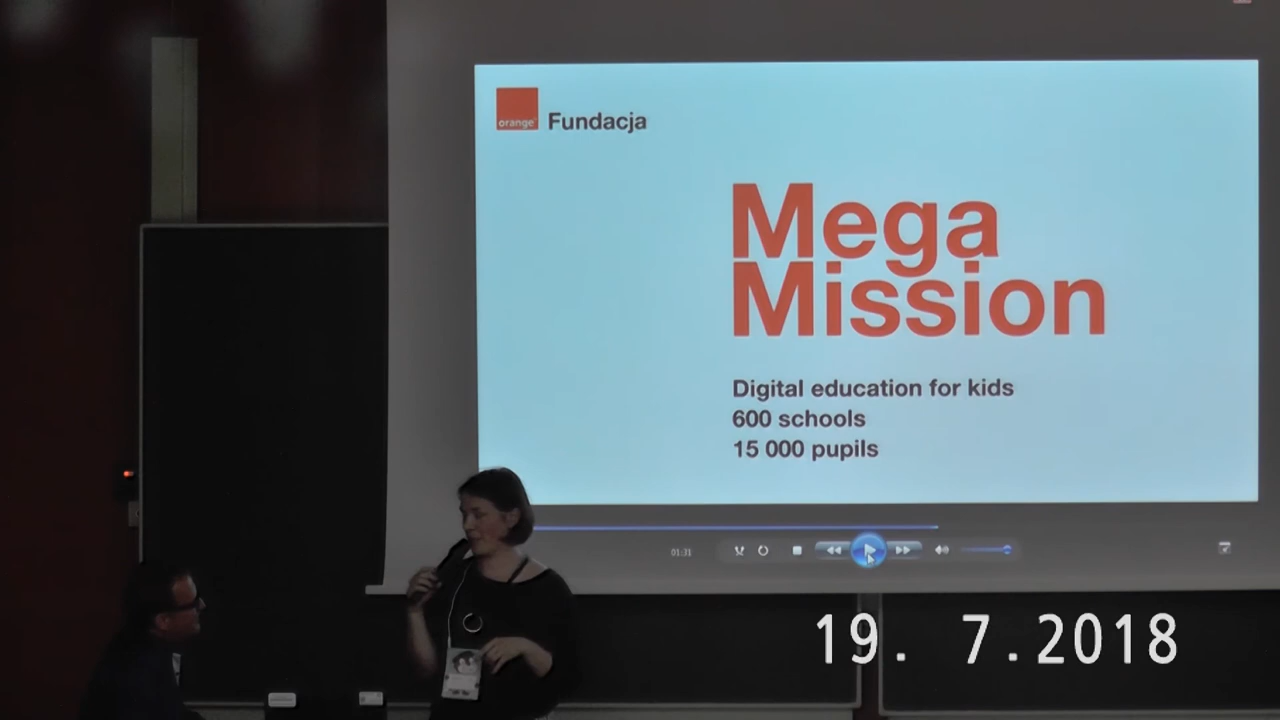 orange
Fundacja
Mega
Mission
Digital education for kids
600 schools
15 000 pupils
01:31
19. 7.2018